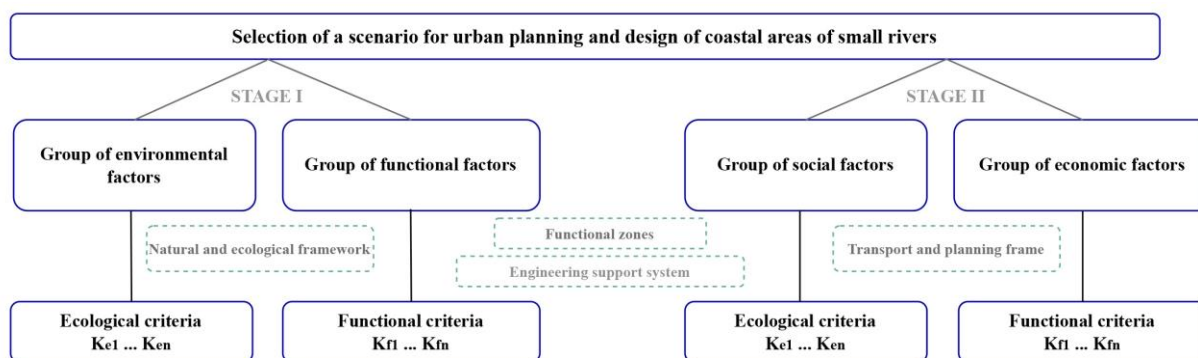 Selection of a scenario for urban planning and design of coastal areas of small rivers
STAGE I
STAGE II
Group of environmental
factors
Group of functional factors
Group of social factors
Group of economic factors
Natural and ecological framework
Functional zones
Engineering support system
Transport and planning frame
Ecological criteria
Ke1 ... Ken
Functional criteria
Kf1 ... Kfn
Ecological criteria
Ke1 ... Ken
Functional criteria
Kf1 ... Kfn